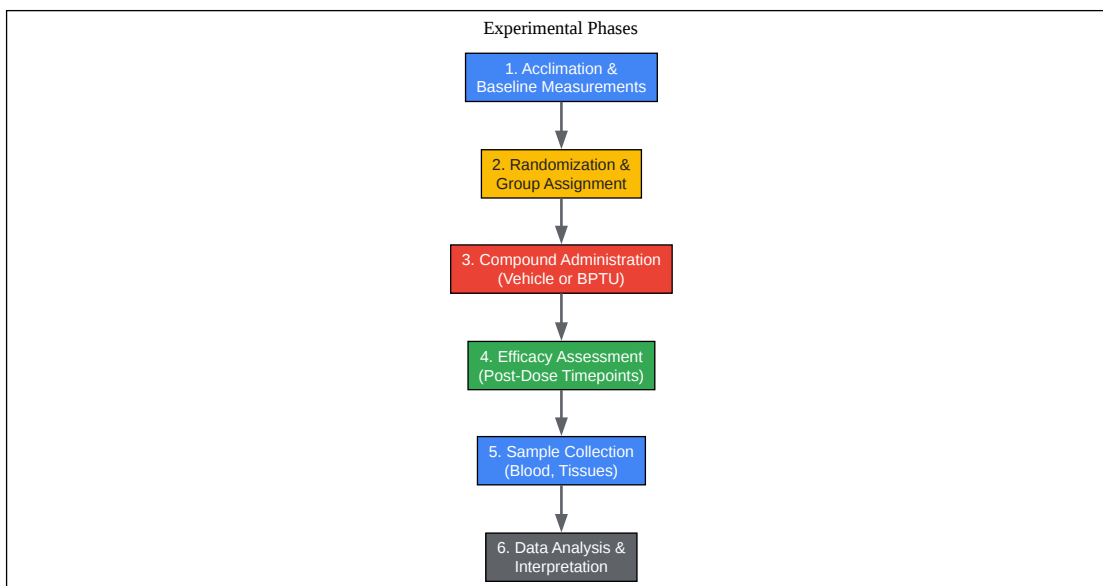 Experimental Phases
1. Acclimation &
Baseline Measurements
2. Randomization &
Group Assignment
3. Compound Administration
(Vehicle or BPTU)
4. Efficacy Assessment
(Post-Dose Timepoints)
5. Sample Collection
(Blood, Tissues)
6. Data Analysis &
Interpretation